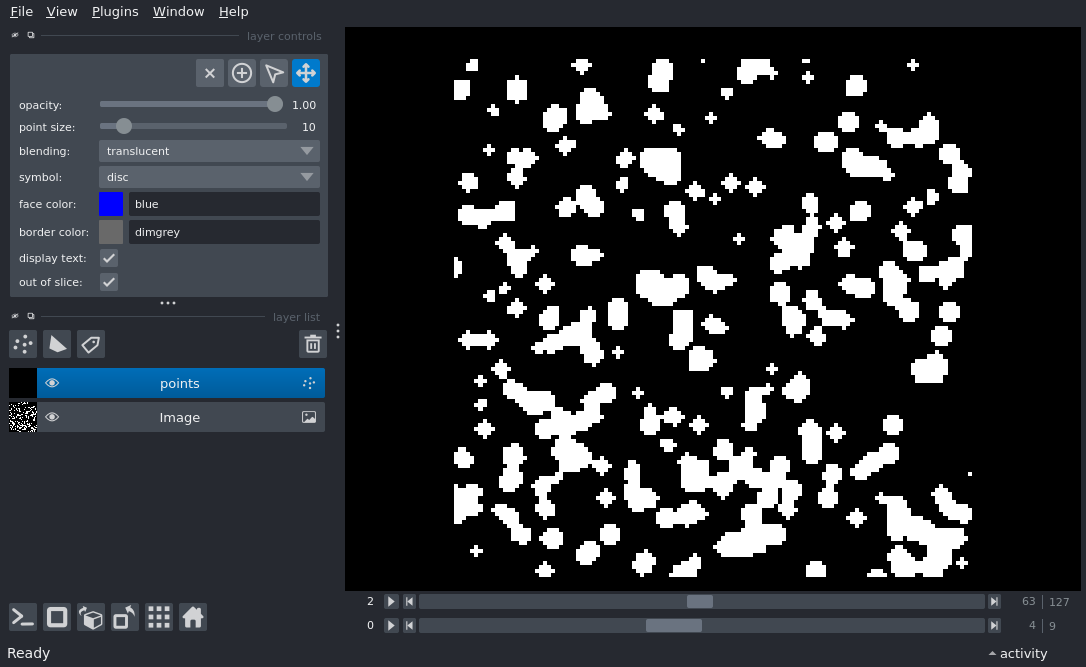 File View Plugins Window Help
layer controls
opacity: 1.00
point size: 10
blending: translucent
symbol: disc
face color: blue
border color: dimgrey
display text:
out of slice:
layer list
points
Image
2 63 | 127
0 4 | 9
Ready activity